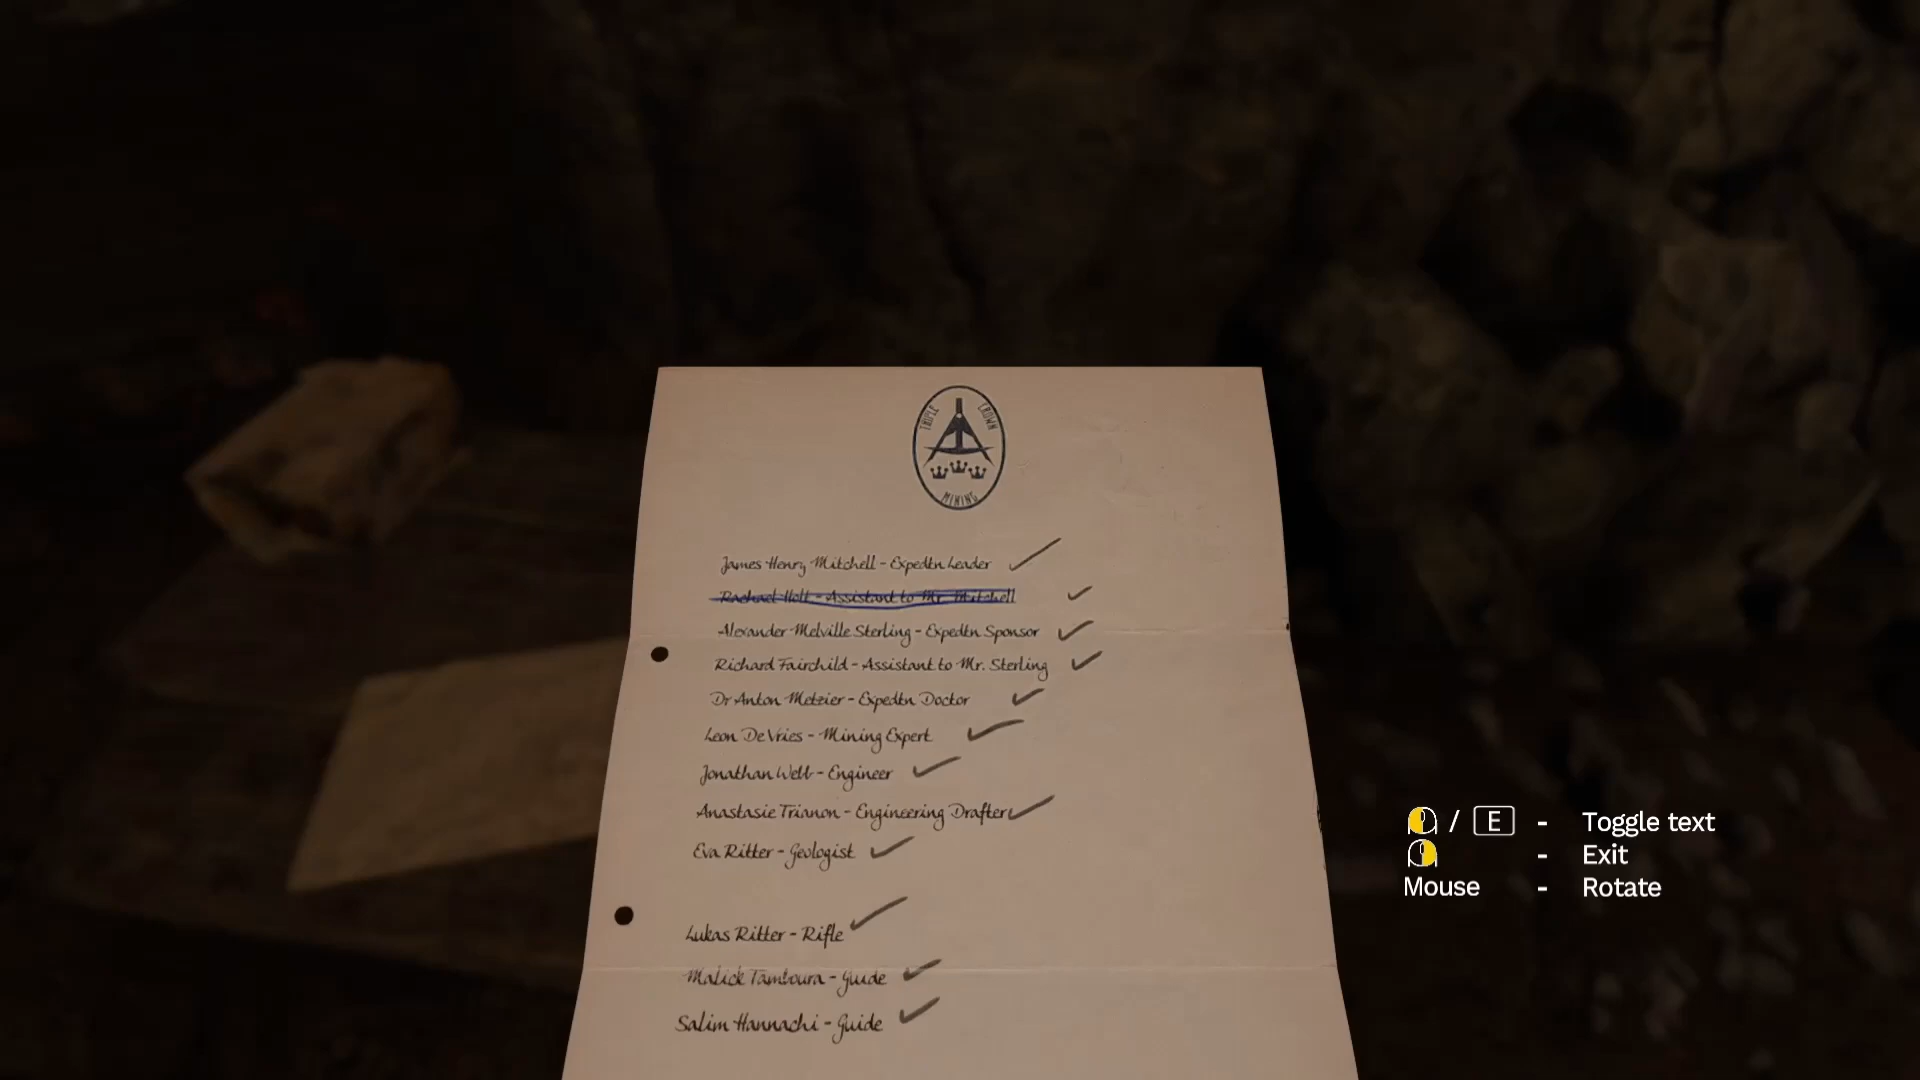 TRIPLE CROWN
MINING
James Henry Mitchell - Expedtn Leader
Rachael Holt - Assistant to Mr. Mitchell
Alexander Melville Sterling - Expedtn Sponsor
Richard Fairchild - Assistant to Mr. Sterling
Dr Anton Metzier - Expedtn Doctor
Leon De Vries - Mining Expert
Jonathan Webb - Engineer
Anastasie Trianon - Engineering Drafter
Eva Ritter - Geologist
Lukas Ritter - Rifle
Malick Tamboura - Guide
Salim Hannachi - Guide
/ E - Toggle text
- Exit
Mouse - Rotate